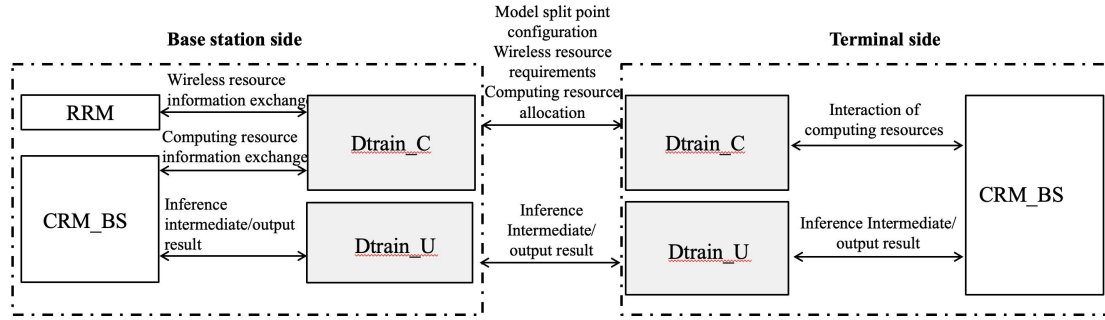 Base station side
Model split point
configuration
Wireless resource
requirements
Computing resource
allocation
Terminal side
Wireless resource
information exchang
RRM
Computing resource
information exchange
Dtrain_C
CRM_BS
Inference
intermediate/output
result
Dtrain_U
Inference
Intermediate/
output result
Dtrain_C
Interaction of
computing resources
CRM_BS
Dtrain_U
Inference Intermediate/
output result